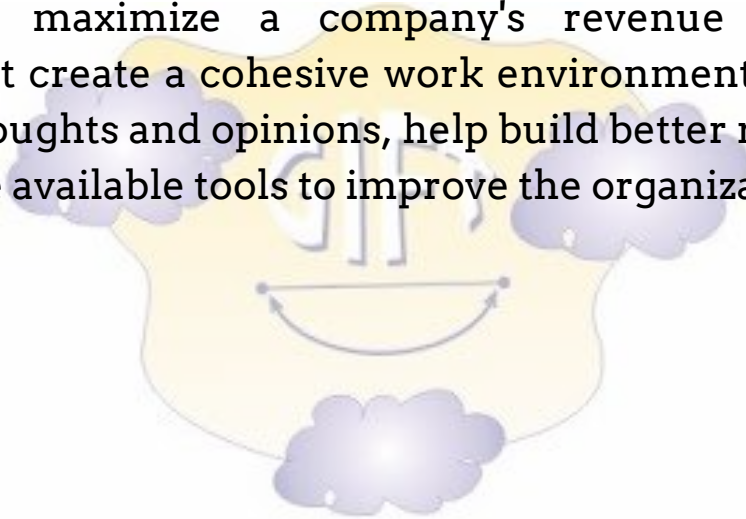 maximize a company's revenue
t create a cohesive work environment
oughts and opinions, help build better
available tools to improve the organiza
GIFT